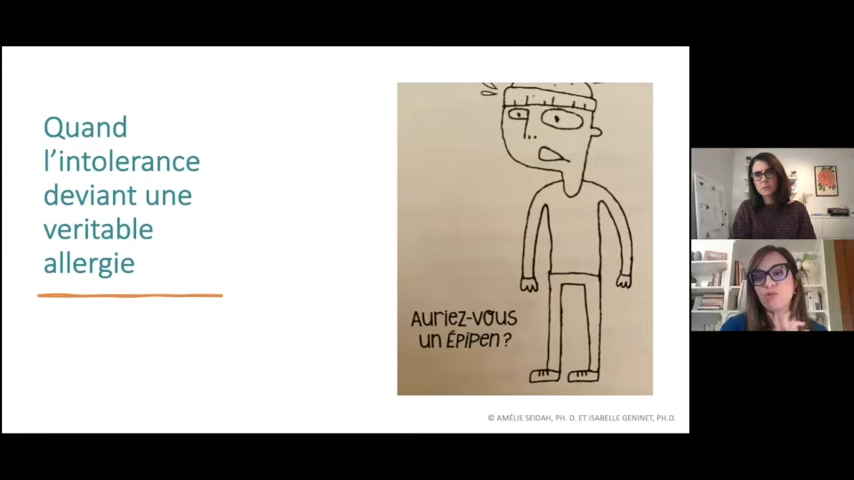 Quand
l’intolerance
deviant une
veritable
allergie
Auriez-vous
un Épipen ?
© AMÉLIE SEIDAH, PH. D. ET ISABELLE GENINET, PH.D.